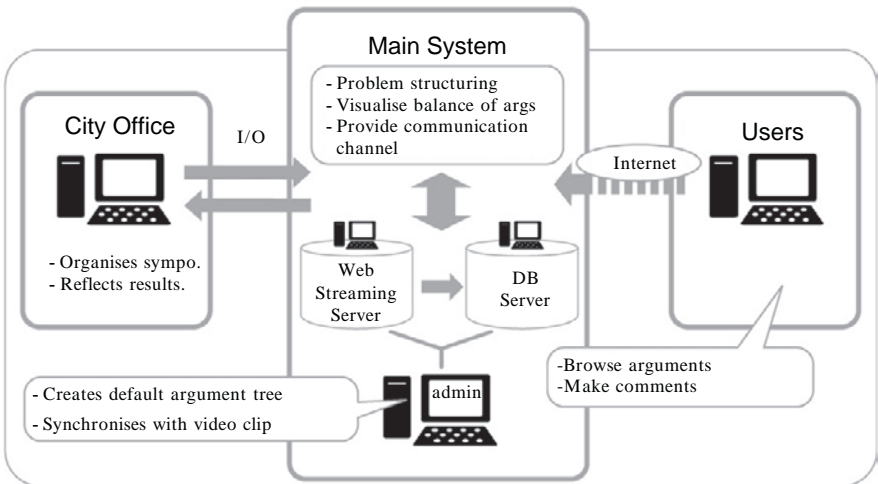 Main System
- Problem structuring
- Visualise balance of args
- Provide communication
channel
City Office
I/O
- Organises sympo.
- Reflects results.
Internet
Users
Web
Streaming
Server
DB
Server
-Browse arguments
-Make comments
admin
- Creates default argument tree
- Synchronises with video clip